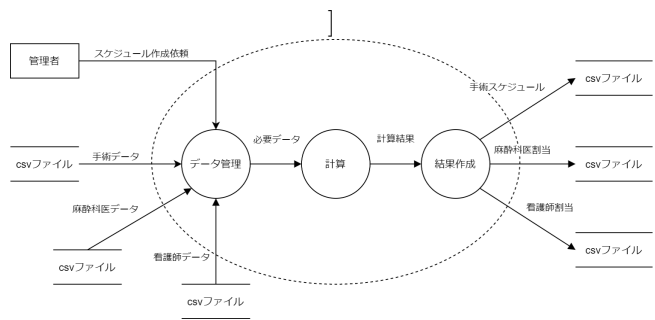 ]
スケジュール作成依頼
管理者
手術スケジュール
csvファイル
必要データ
計算結果
手術データ
麻酔科医割当
csvファイル
データ管理
計算
結果作成
csvファイル
麻酔科医データ
看護師割当
csvファイル
看護師データ
csvファイル
csvファイル